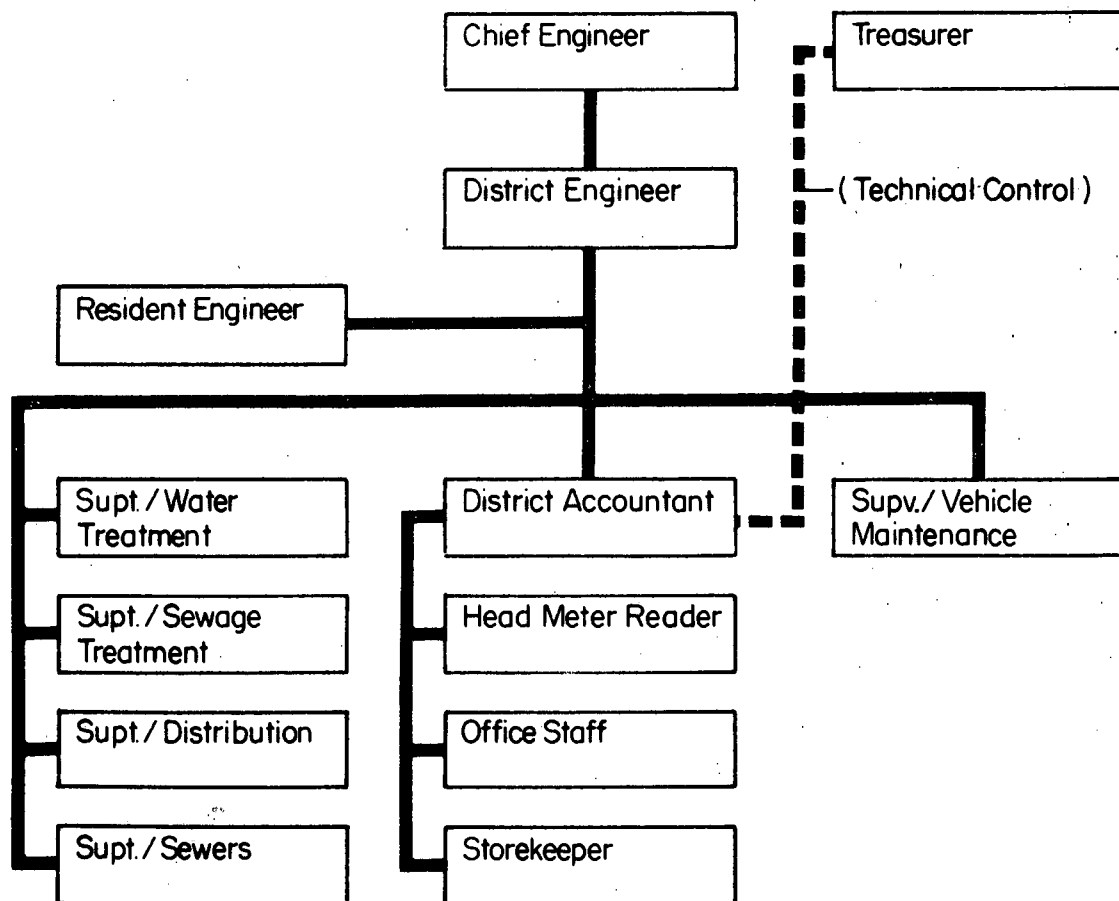 Chief Engineer
Treasurer
District Engineer
( Technical Control )
Resident Engineer
Supt. / Water
Treatment
District Accountant
Supv. / Vehicle
Maintenance
Supt. / Sewage
Treatment
Head Meter Reader
Supt. / Distribution
Office Staff
Supt. / Sewers
Storekeeper